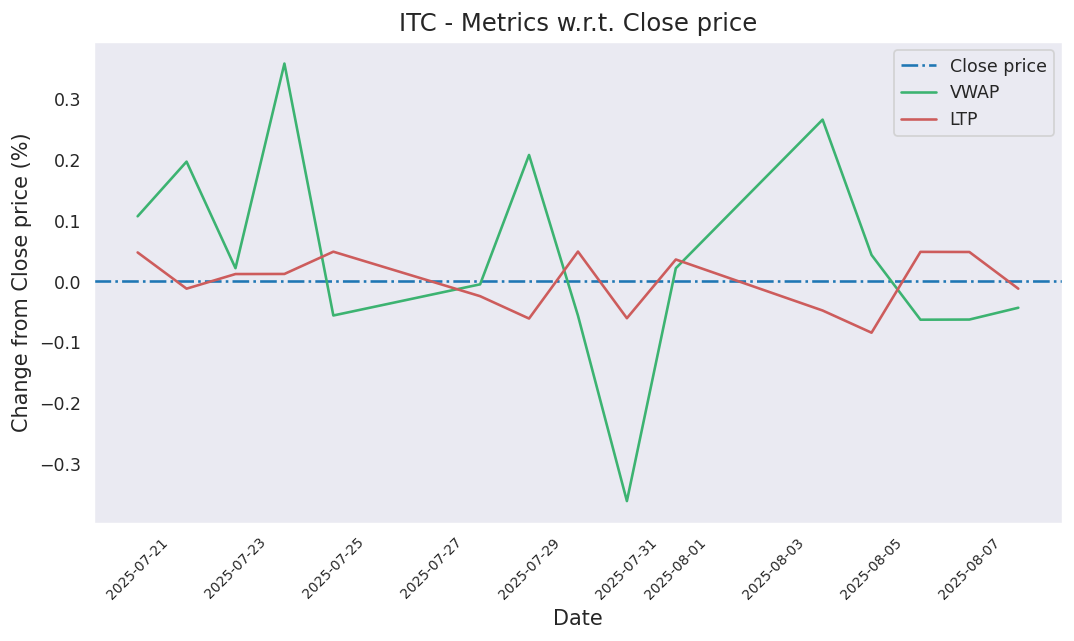 ITC - Metrics w.r.t. Close price
Close price
VWAP
LTP
Change from Close price (%)
0.3
0.2
0.1
0.0
−0.1
−0.2
−0.3
2025-07-21
2025-07-23
2025-07-25
2025-07-27
2025-07-29
2025-07-31
2025-08-01
2025-08-03
2025-08-05
2025-08-07
Date